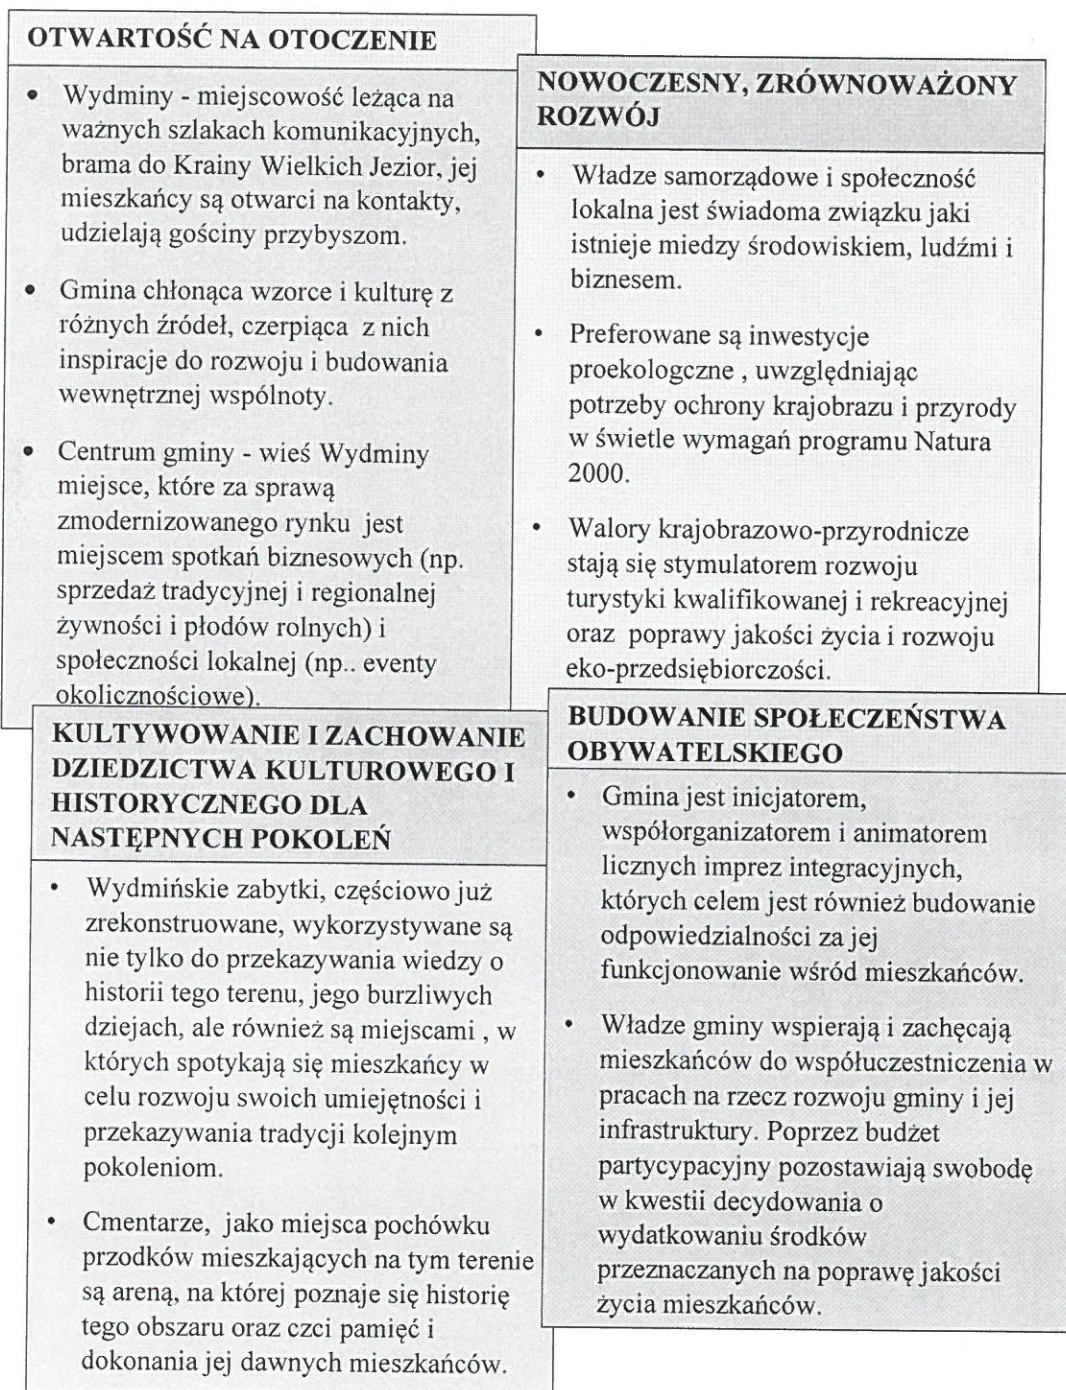 OTWARTOŚĆ NA OTOCZENIE
• Wydminy - miejscowość leżąca na
ważnych szlakach komunikacyjnych,
brama do Krainy Wielkich Jezior, jej
mieszkańcy są otwarci na kontakty,
udzielają gościny przybyszom.
• Gmina chłonąca wzorce i kulturę z
różnych źródeł, czerpiąca z nich
inspiracje do rozwoju i budowania
wewnętrznej wspólnoty.
• Centrum gminy - wieś Wydminy
miejsce, które za sprawą
zmodernizowanego rynku jest
miejscem spotkań biznesowych (np.
sprzedaż tradycyjnej i regionalnej
żywności i płodów rolnych) i
społeczności lokalnej (np.. eventy
okolicznościowe).
NOWOCZESNY, ZRÓWNOWAŻONY
ROZWÓJ
• Władze samorządowe i społeczność
lokalna jest świadoma związku jaki
istnieje miedzy środowiskiem, ludźmi i
biznesem.
• Preferowane są inwestycje
proekologczne , uwzględniając
potrzeby ochrony krajobrazu i przyrody
w świetle wymagań programu Natura
2000.
• Walory krajobrazowo-przyrodnicze
stają się stymulatorem rozwoju
turystyki kwalifikowanej i rekreacyjnej
oraz poprawy jakości życia i rozwoju
eko-przedsiębiorczości.
KULTYWOWANIE I ZACHOWANIE
DZIEDZICTWA KULTUROWEGO I
HISTORYCZNEGO DLA
NASTĘPNYCH POKOLEŃ
• Wydmińskie zabytki, częściowo już
zrekonstruowane, wykorzystywane są
nie tylko do przekazywania wiedzy o
historii tego terenu, jego burzliwych
dziejach, ale również są miejscami , w
których spotykają się mieszkańcy w
celu rozwoju swoich umiejętności i
przekazywania tradycji kolejnym
pokoleniom.
• Cmentarze, jako miejsca pochówku
przodków mieszkających na tym terenie
są areną, na której poznaje się historię
tego obszaru oraz czci pamięć i
dokonania jej dawnych mieszkańców.
BUDOWANIE SPOŁECZEŃSTWA
OBYWATELSKIEGO
• Gmina jest inicjatorem,
współorganizatorem i animatorem
licznych imprez integracyjnych,
których celem jest również budowanie
odpowiedzialności za jej
funkcjonowanie wśród mieszkańców.
• Władze gminy wspierają i zachęcają
mieszkańców do współuczestniczenia w
pracach na rzecz rozwoju gminy i jej
infrastruktury. Poprzez budżet
partycypacyjny pozostawiają swobodę
w kwestii decydowania o
wydatkowaniu środków
przeznaczanych na poprawę jakości
życia mieszkańców.